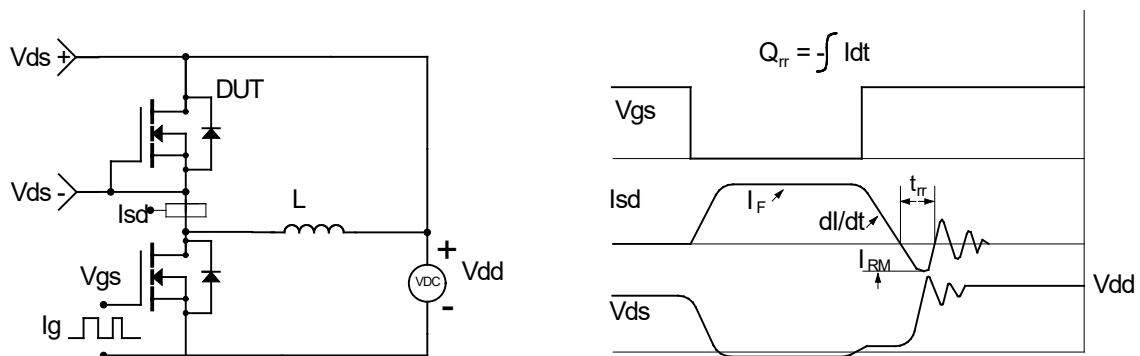 Vds +
DUT
Vds -
Isd
L
Vgs
Ig
VDC
+
-
Vdd
Qrr = -∫ Idt
Vgs
Isd
IF
dI/dt
trr
IRM
Vds
Vdd